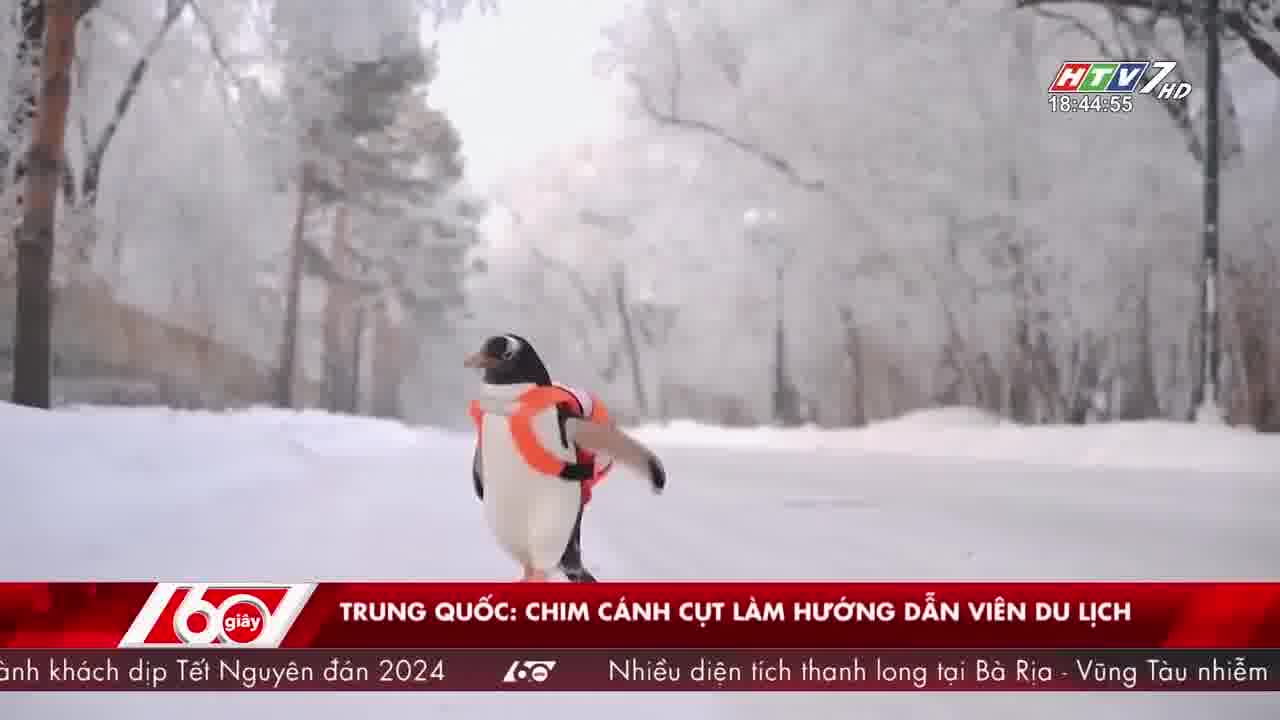 HTV7 HD
18:44:55
60 giây
TRUNG QUỐC: CHIM CÁNH CỤT LÀM HƯỚNG DẪN VIÊN DU LỊCH
ành khách dịp Tết Nguyên đán 2024 60 Nhiều diện tích thanh long tại Bà Rịa - Vũng Tàu nhiễm